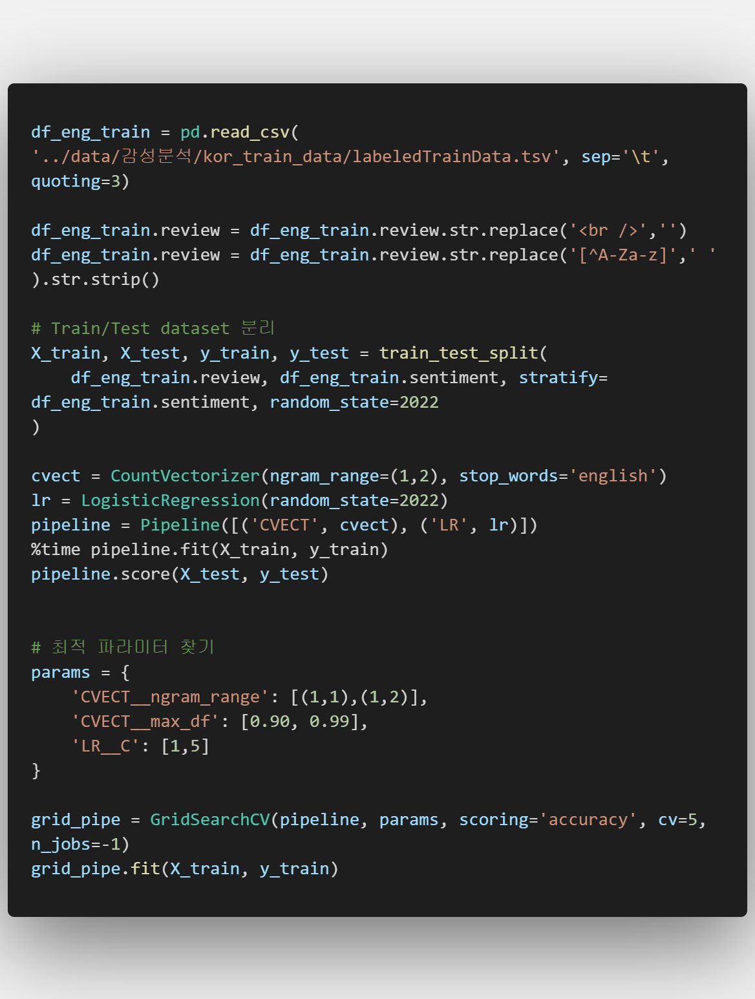 df_eng_train = pd.read_csv(
'../data/감성분석/kor_train_data/labeledTrainData.tsv', sep='\t',
quoting=3)
df_eng_train.review = df_eng_train.review.str.replace('<br />','')
df_eng_train.review = df_eng_train.review.str.replace('[^A-Za-z]',' '
).str.strip()
# Train/Test dataset 분리
X_train, X_test, y_train, y_test = train_test_split(
    df_eng_train.review, df_eng_train.sentiment, stratify=
df_eng_train.sentiment, random_state=2022
)
cvect = CountVectorizer(ngram_range=(1,2), stop_words='english')
lr = LogisticRegression(random_state=2022)
pipeline = Pipeline([('CVECT', cvect), ('LR', lr)])
%time pipeline.fit(X_train, y_train)
pipeline.score(X_test, y_test)
# 최적 파라미터 찾기
params = {
    'CVECT__ngram_range': [(1,1),(1,2)],
    'CVECT__max_df': [0.90, 0.99],
    'LR__C': [1,5]
}
grid_pipe = GridSearchCV(pipeline, params, scoring='accuracy', cv=5,
n_jobs=-1)
grid_pipe.fit(X_train, y_train)